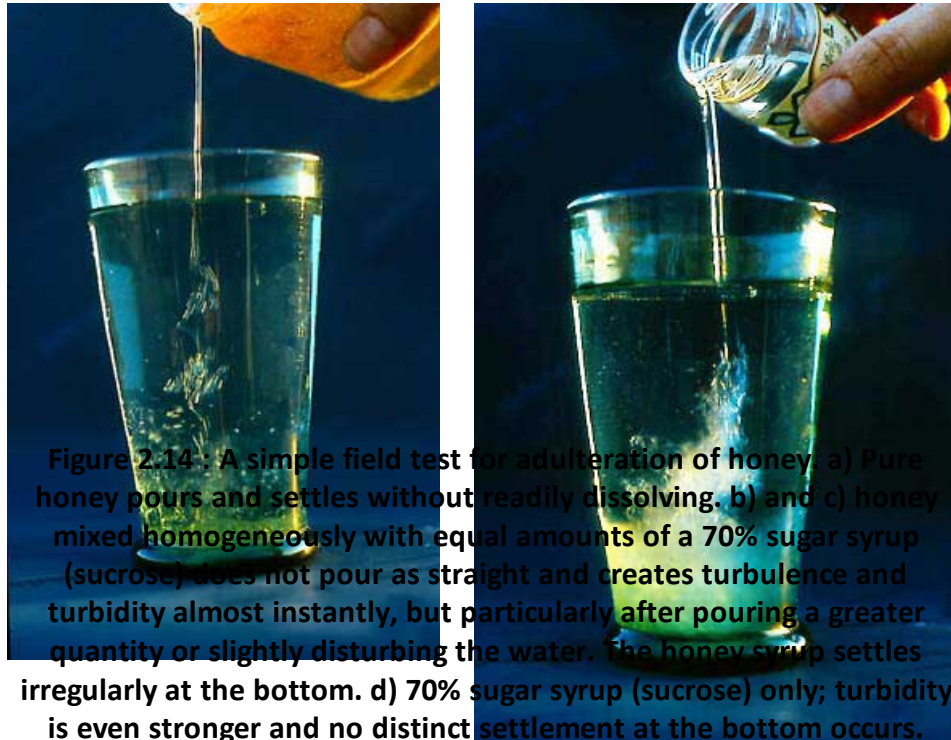 Figure 2.14 : A simple field test for adulteration of honey. a) Pure
honey pours and settles without readily dissolving. b) and c) honey
mixed homogeneously with equal amounts of a 70% sugar syrup
(sucrose) does not pour as straight and creates turbulence and
turbidity almost instantly, but particularly after pouring a greater
quantity or slightly disturbing the water. The honey syrup settles
irregularly at the bottom. d) 70% sugar syrup (sucrose) only; turbidity
is even stronger and no distinct settlement at the bottom occurs.